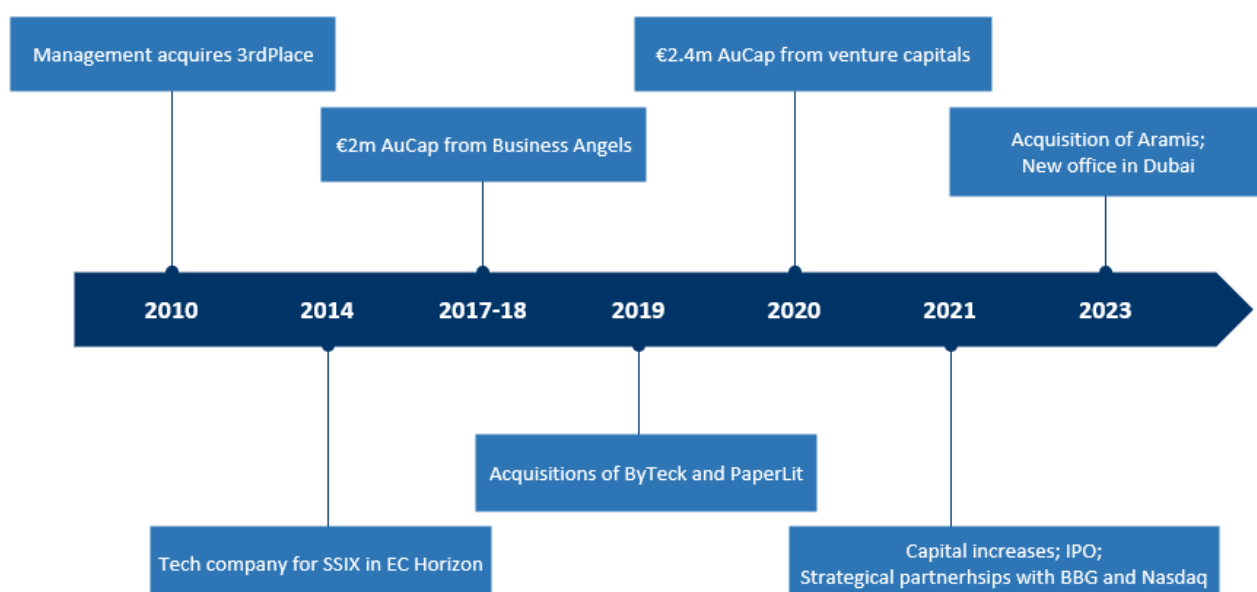 Management acquires 3rdPlace
€2.4m AuCap from venture capitals
€2m AuCap from Business Angels
Acquisition of Aramis;
New office in Dubai
2010
2014
2017-18
2019
2020
2021
2023
Acquisitions of ByTeck and PaperLit
Tech company for SSIX in EC Horizon
Capital increases; IPO;
Strategical partnerhsips with BBG and Nasdaq